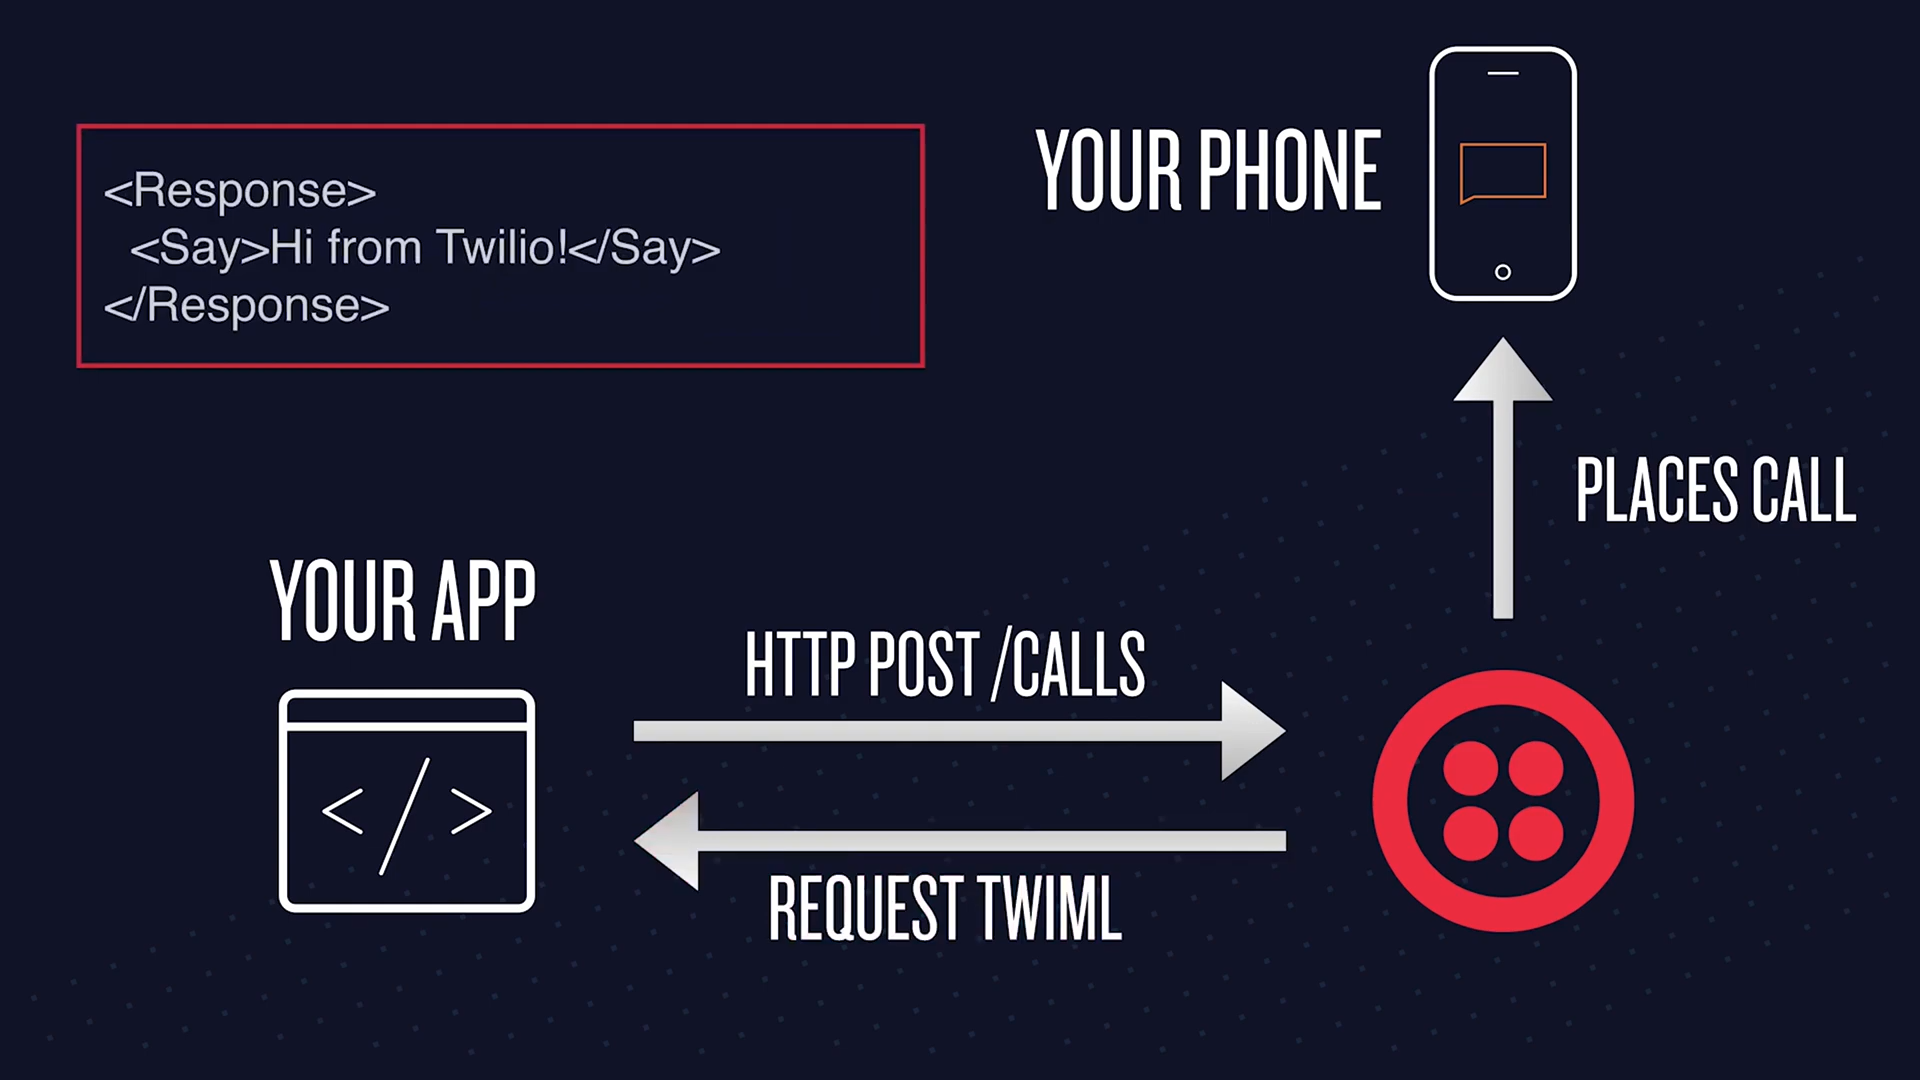 <Response>
<Say>Hi from Twilio!</Say>
</Response>
YOUR PHONE
PLACES CALL
YOUR APP
HTTP POST /CALLS
REQUEST TWIML
</>